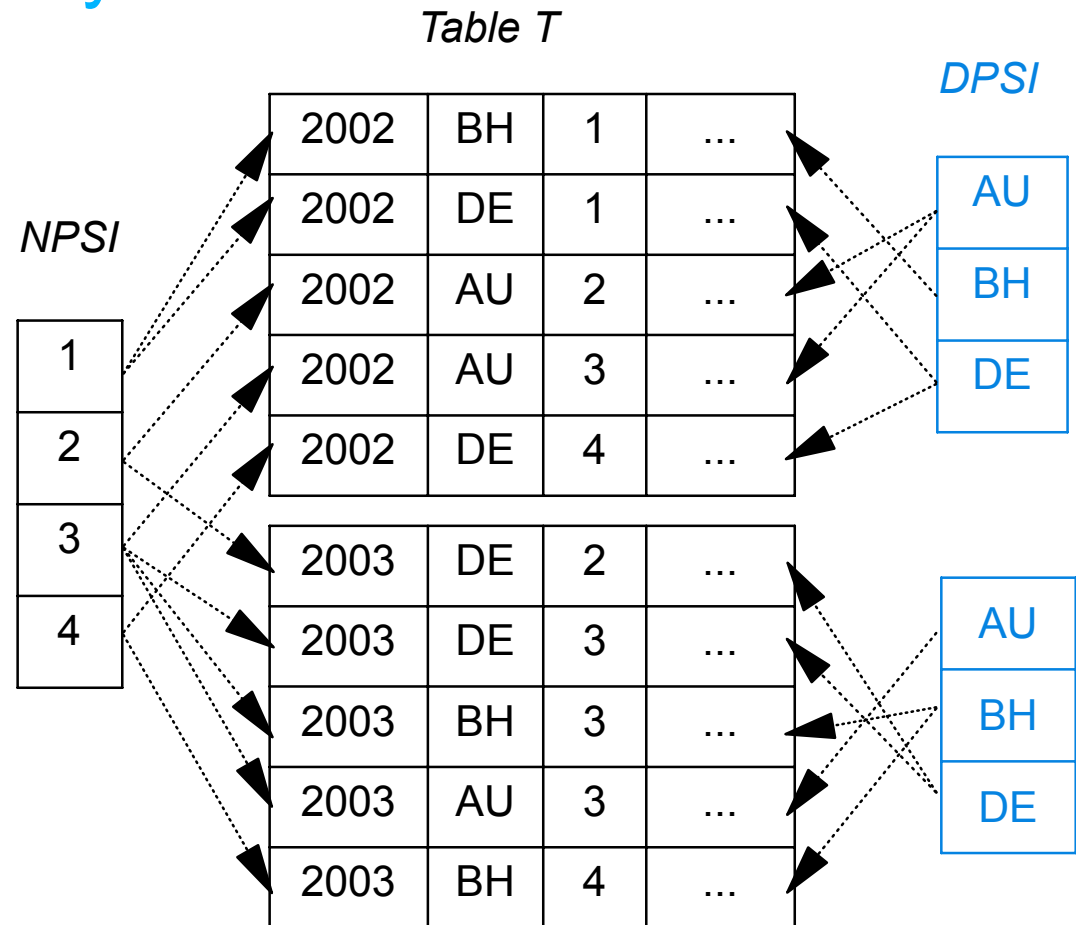 Table T
DPSI
NPSI
2002 BH 1 ...
2002 DE 1 ...
2002 AU 2 ...
2002 AU 3 ...
2002 DE 4 ...
2003 DE 2 ...
2003 DE 3 ...
2003 BH 3 ...
2003 AU 3 ...
2003 BH 4 ...
1
2
3
4
AU
BH
DE
AU
BH
DE